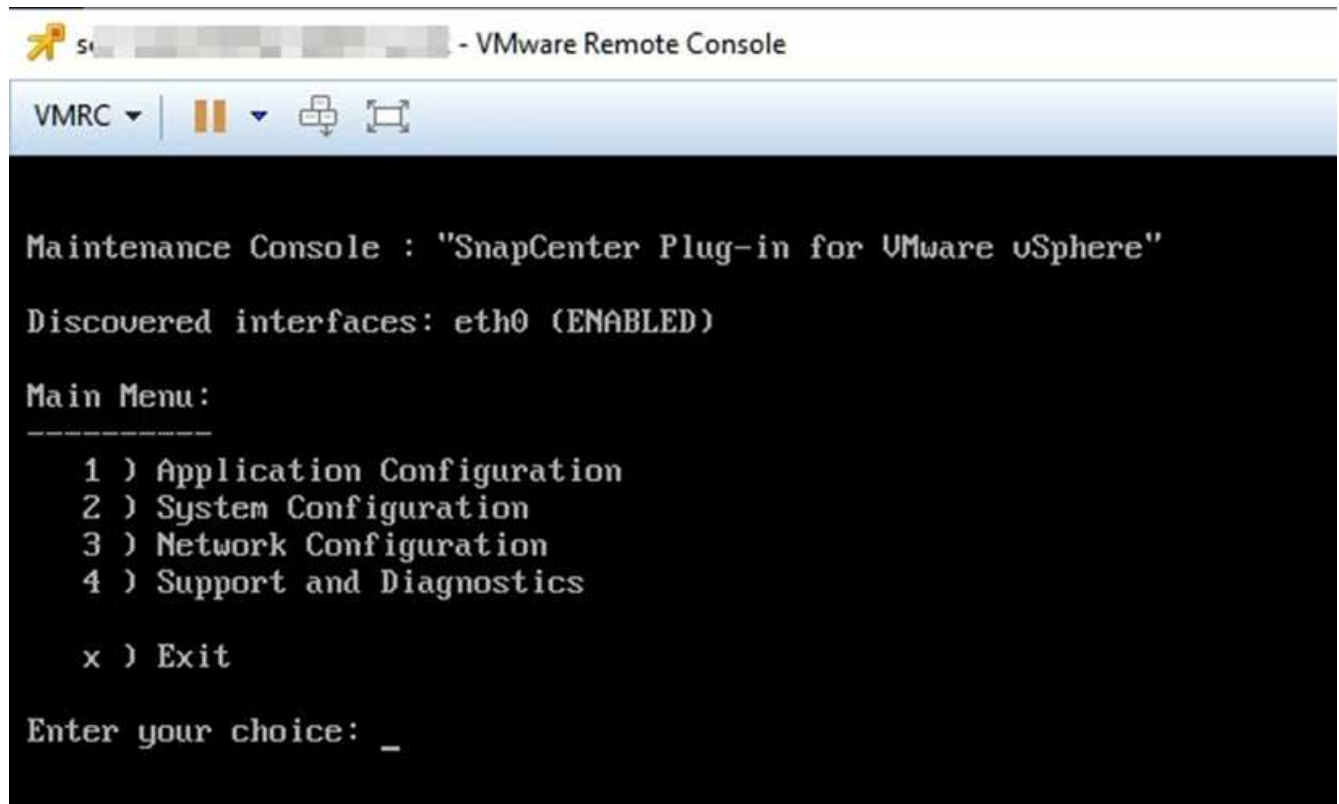 - VMware Remote Console
VMRC
Maintenance Console : "SnapCenter Plug-in for VMware vSphere"
Discovered interfaces: eth0 (ENABLED)
Main Menu:
----------
1 ) Application Configuration
2 ) System Configuration
3 ) Network Configuration
4 ) Support and Diagnostics
x ) Exit
Enter your choice: _